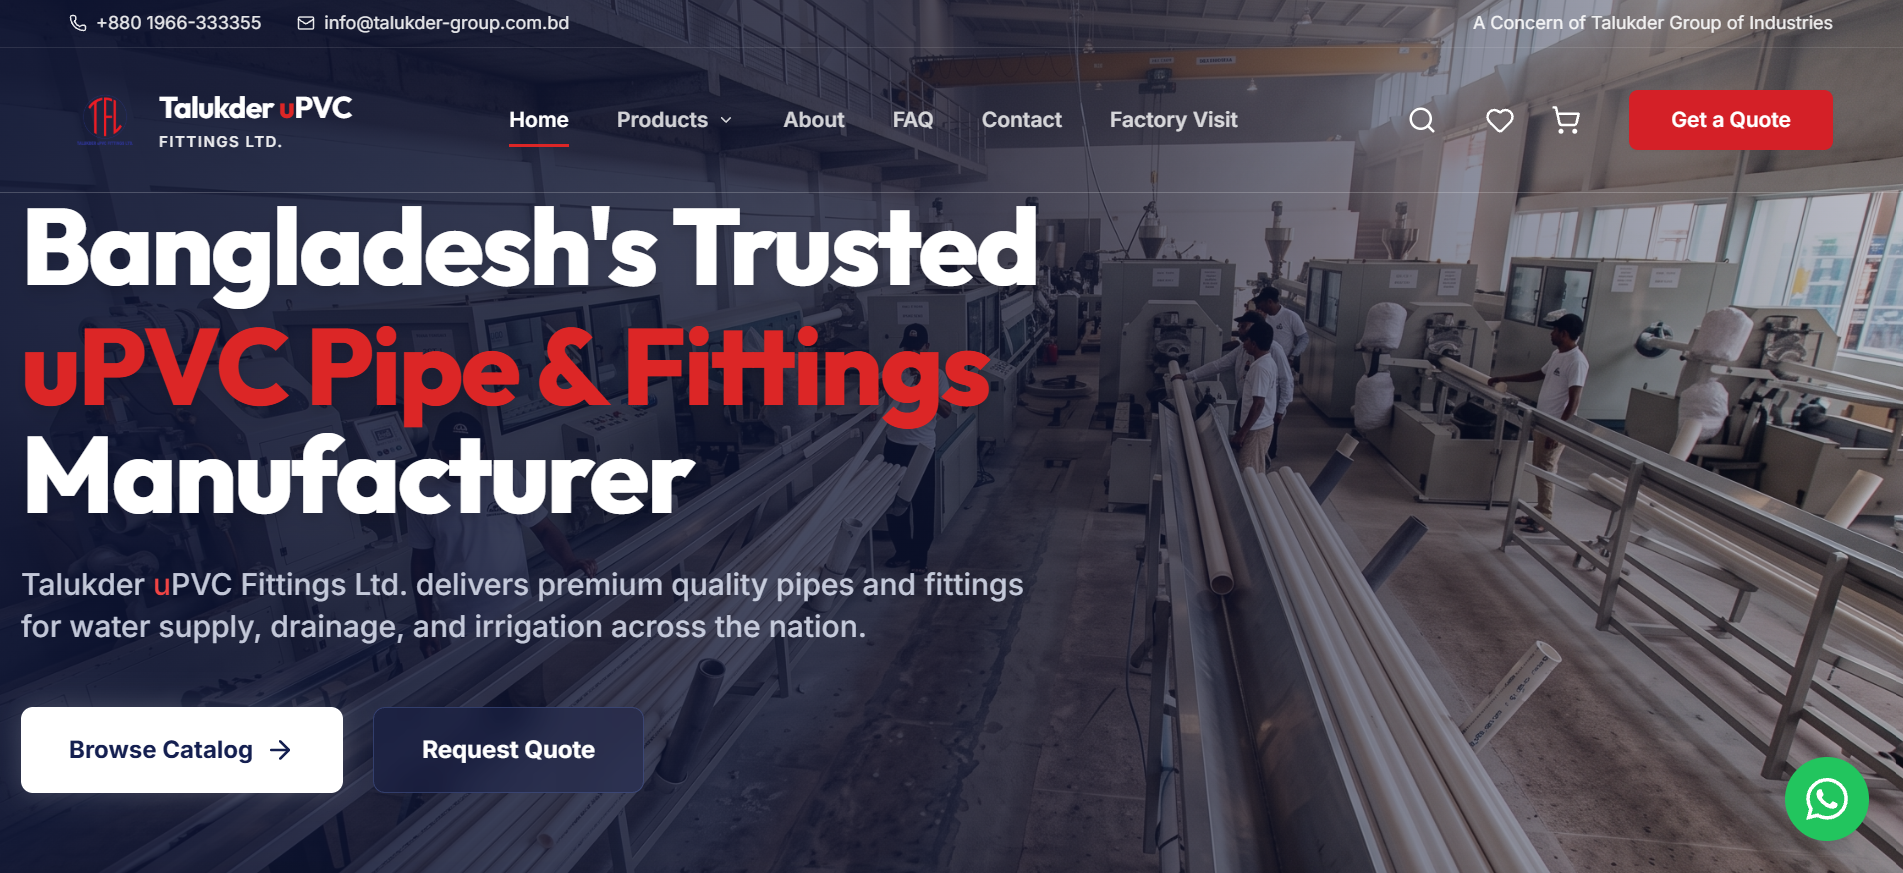 +880 1966-333355
info@talukder-group.com.bd
A Concern of Talukder Group of Industries
TFL
Talukder uPVC
FITTINGS LTD.
Home
Products
About
FAQ
Contact
Factory Visit
Get a Quote
Bangladesh's Trusted
uPVC Pipe & Fittings
Manufacturer
Talukder uPVC Fittings Ltd. delivers premium quality pipes and fittings
for water supply, drainage, and irrigation across the nation.
Browse Catalog
Request Quote